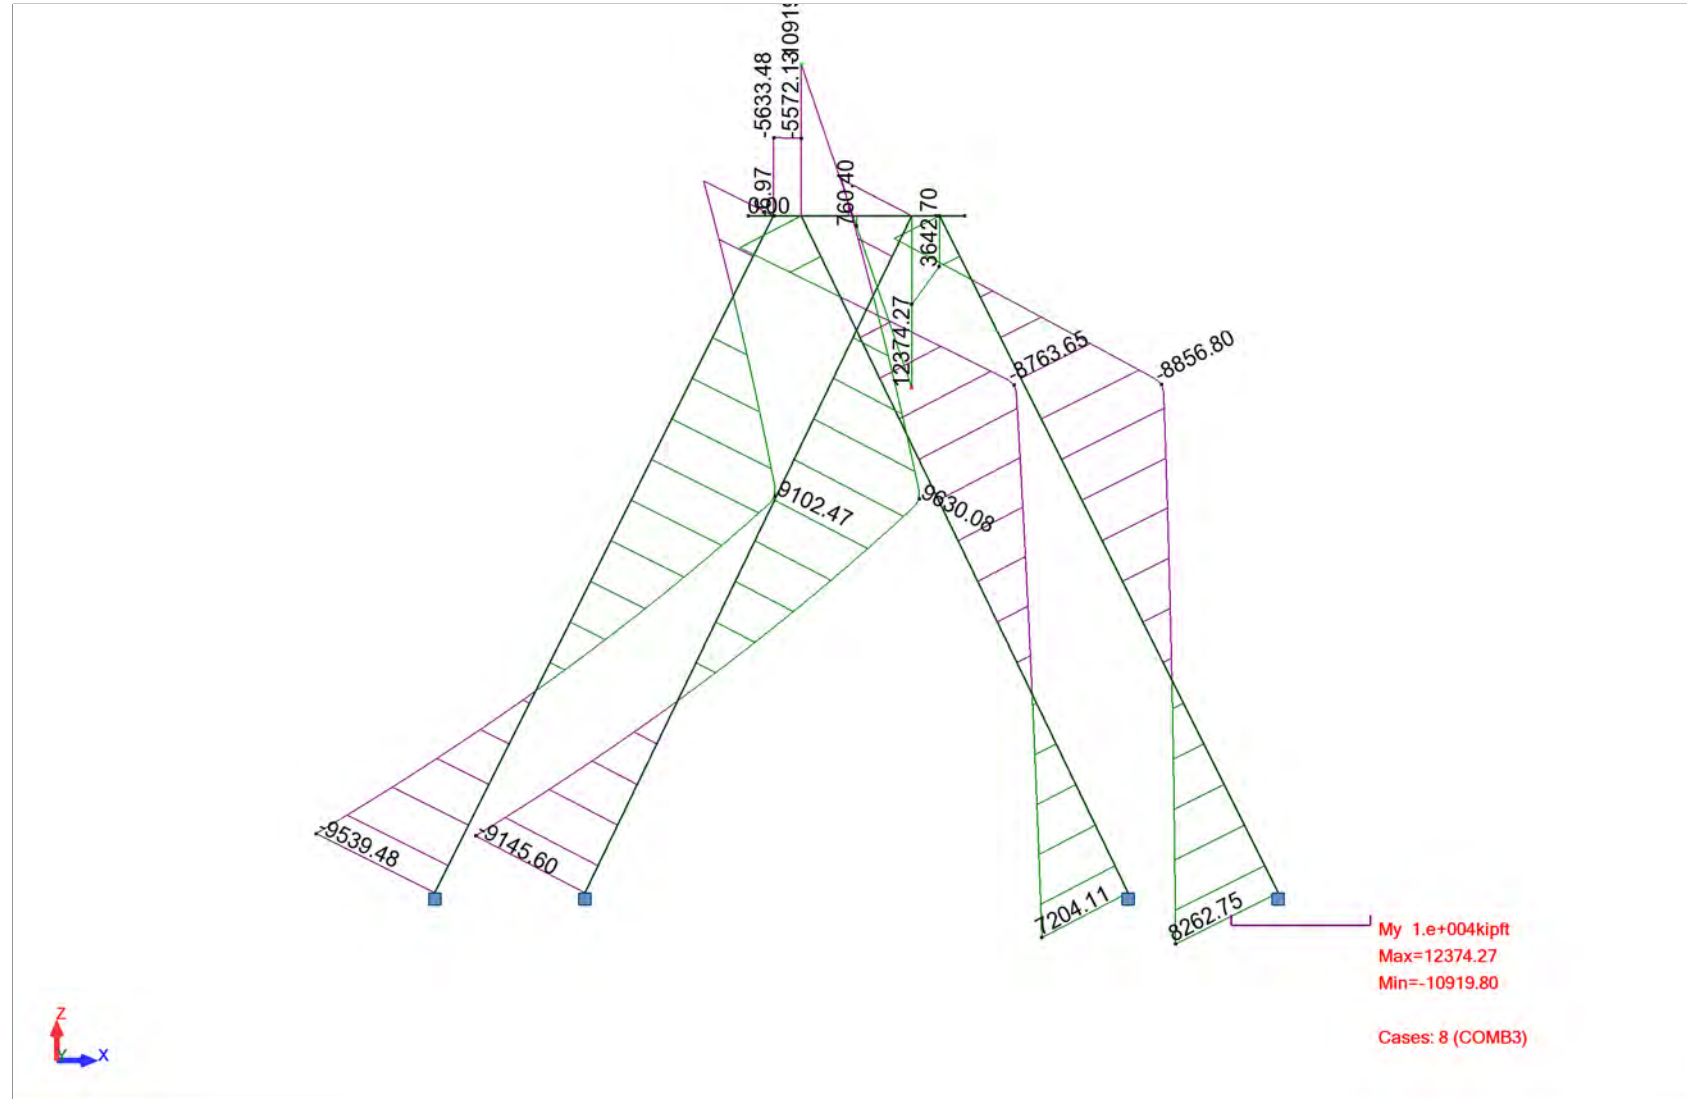 -10919
-5633.48
-5572.13
760.40
3642.70
0.00
12374.27
-8763.65
-8856.80
9102.47
9630.08
-9539.48
-9145.60
7204.11
8262.75
My 1.e+004kipft
Max=12374.27
Min=-10919.80
Cases: 8 (COMB3)
Z
Y
X